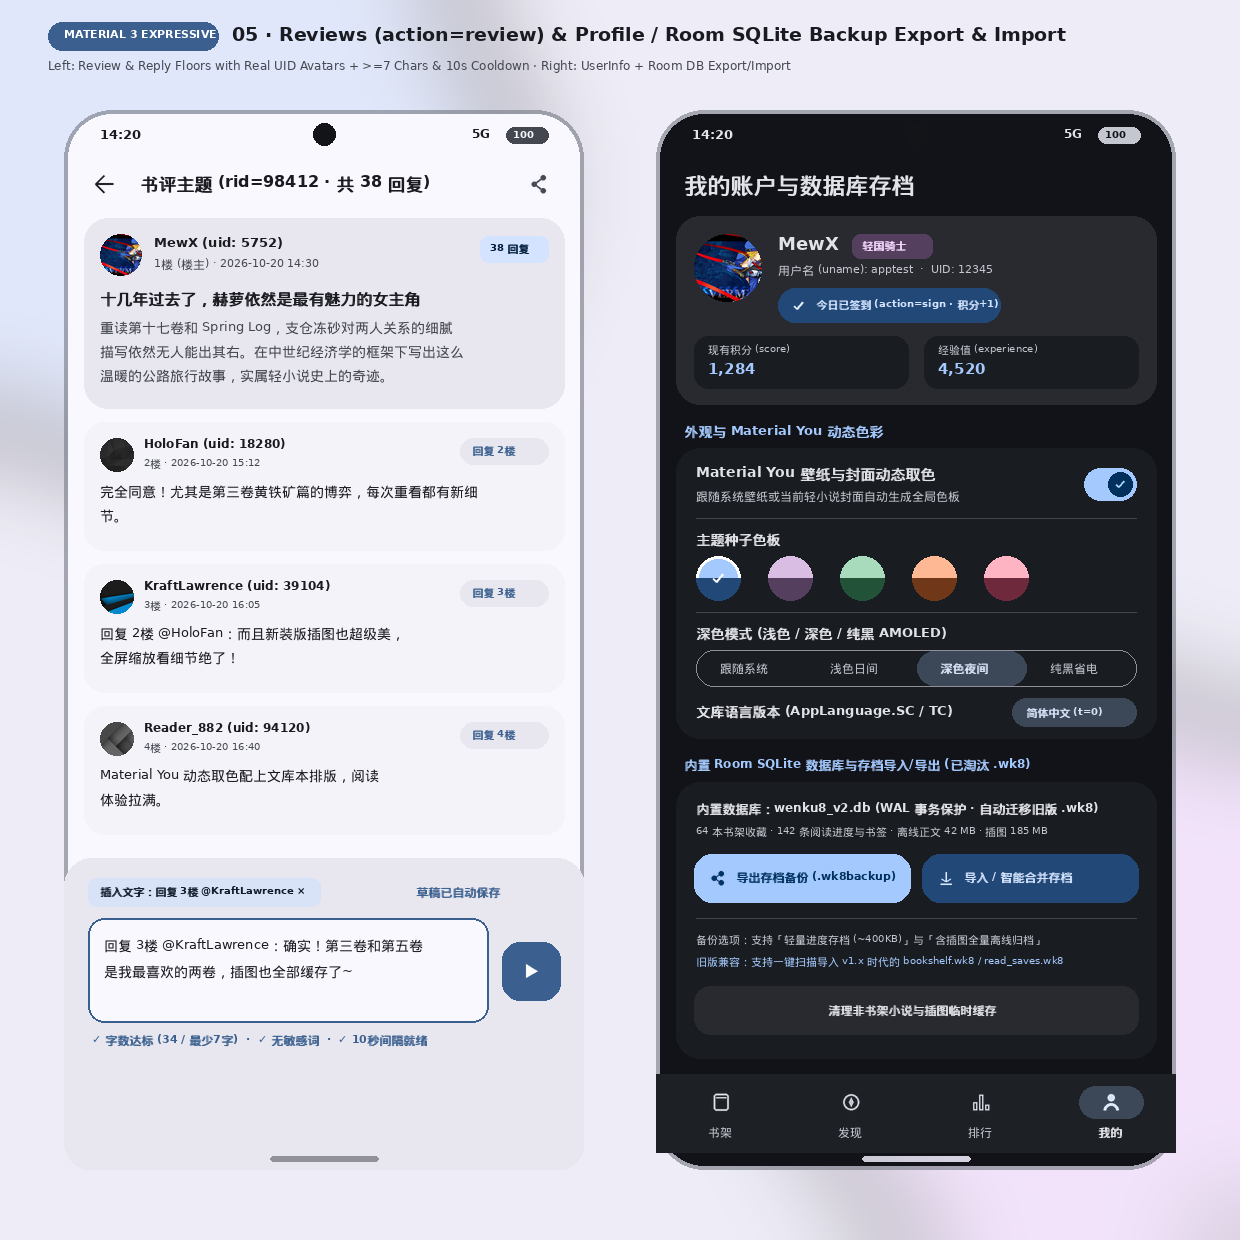 MATERIAL 3 EXPRESSIVE
05 · Reviews (action=review) & Profile / Room SQLite Backup Export & Import
Left: Review & Reply Floors with Real UID Avatars + >=7 Chars & 10s Cooldown · Right: UserInfo + Room DB Export/Import
14:20
5G
100
书评主题 (rid=98412 · 共 38 回复)
MewX (uid: 5752)
1楼 (楼主) · 2026-10-20 14:30
38 回复
十几年过去了，赫萝依然是最有魅力的女主角
重读第十七卷和 Spring Log，支仓冻砂对两人关系的细腻
描写依然无人能出其右。在中世纪经济学的框架下写出这么
温暖的公路旅行故事，实属轻小说史上的奇迹。
HoloFan (uid: 18280)
2楼 · 2026-10-20 15:12
回复 2楼
完全同意！尤其是第三卷黄铁矿篇的博弈，每次重看都有新细
节。
KraftLawrence (uid: 39104)
3楼 · 2026-10-20 16:05
回复 3楼
回复 2楼 @HoloFan：而且新装版插图也超级美，
全屏缩放看细节绝了！
Reader_882 (uid: 94120)
4楼 · 2026-10-20 16:40
回复 4楼
Material You 动态取色配上文库本排版，阅读
体验拉满。
插入文字：回复 3楼 @KraftLawrence ×
草稿已自动保存
回复 3楼 @KraftLawrence：确实！第三卷和第五卷
是我最喜欢的两卷，插图也全部缓存了~
✓ 字数达标 (34 / 最少7字) · ✓ 无敏感词 · ✓ 10秒间隔就绪
14:20
5G
100
我的账户与数据库存档
MewX
轻国骑士
用户名 (uname): apptest · UID: 12345
今日已签到 (action=sign · 积分+1)
现有积分 (score)
1,284
经验值 (experience)
4,520
外观与 Material You 动态色彩
Material You 壁纸与封面动态取色
跟随系统壁纸或当前轻小说封面自动生成全局色板
主题种子色板
深色模式 (浅色 / 深色 / 纯黑 AMOLED)
跟随系统
浅色日间
深色夜间
纯黑省电
文库语言版本 (AppLanguage.SC / TC)
简体中文 (t=0)
内置 Room SQLite 数据库与存档导入/导出 (已淘汰 .wk8)
内置数据库：wenku8_v2.db (WAL 事务保护 · 自动迁移旧版 .wk8)
64 本书架收藏 · 142 条阅读进度与书签 · 离线正文 42 MB · 插图 185 MB
导出存档备份 (.wk8backup)
导入 / 智能合并存档
备份选项：支持「轻量进度存档 (~400KB)」与「含插图全量离线归档」
旧版兼容：支持一键扫描导入 v1.x 时代的 bookshelf.wk8 / read_saves.wk8
清理非书架小说与插图临时缓存
书架
发现
排行
我的